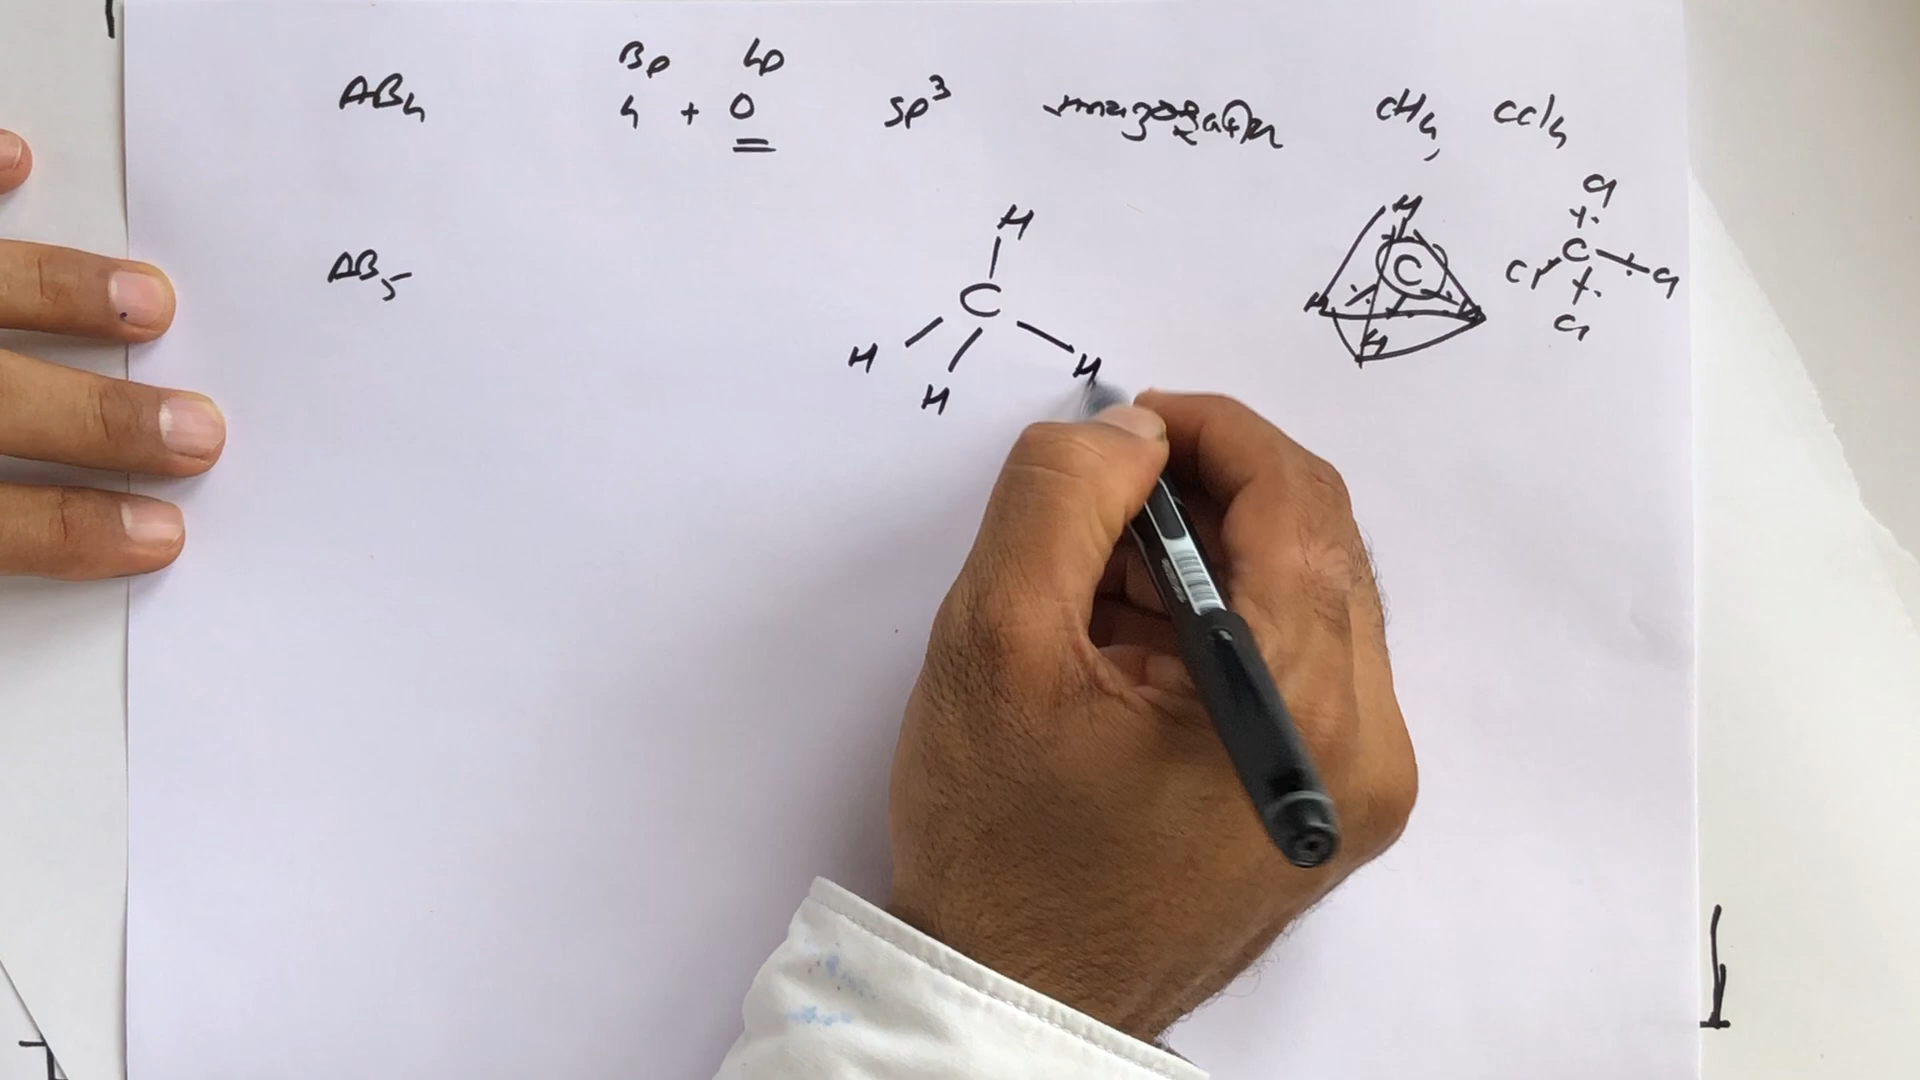 Bp Lp
AB4 4 + 0 sp³ CH4, CCl4
AB5
H
C
H H
H
H
C
H H
H
Cl
Cl C Cl
Cl